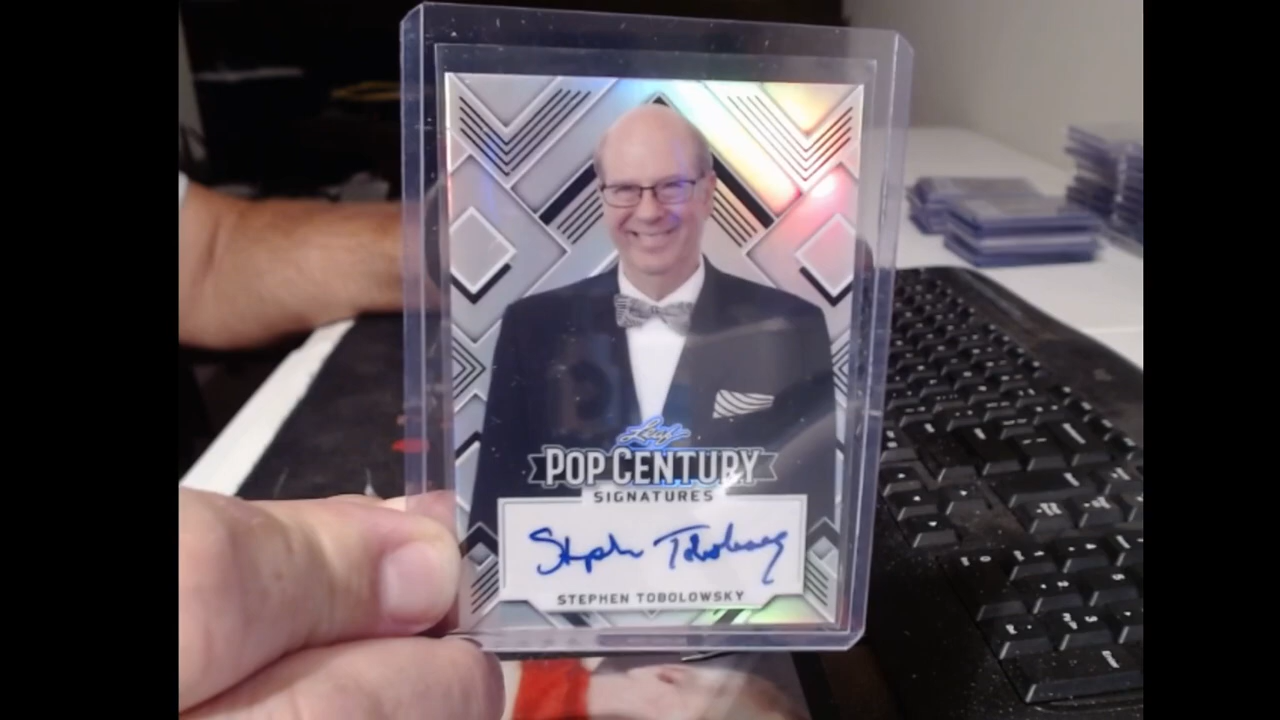 Leaf
POP CENTURY
SIGNATURES
Stephen Tobolowsky
STEPHEN TOBOLOWSKY